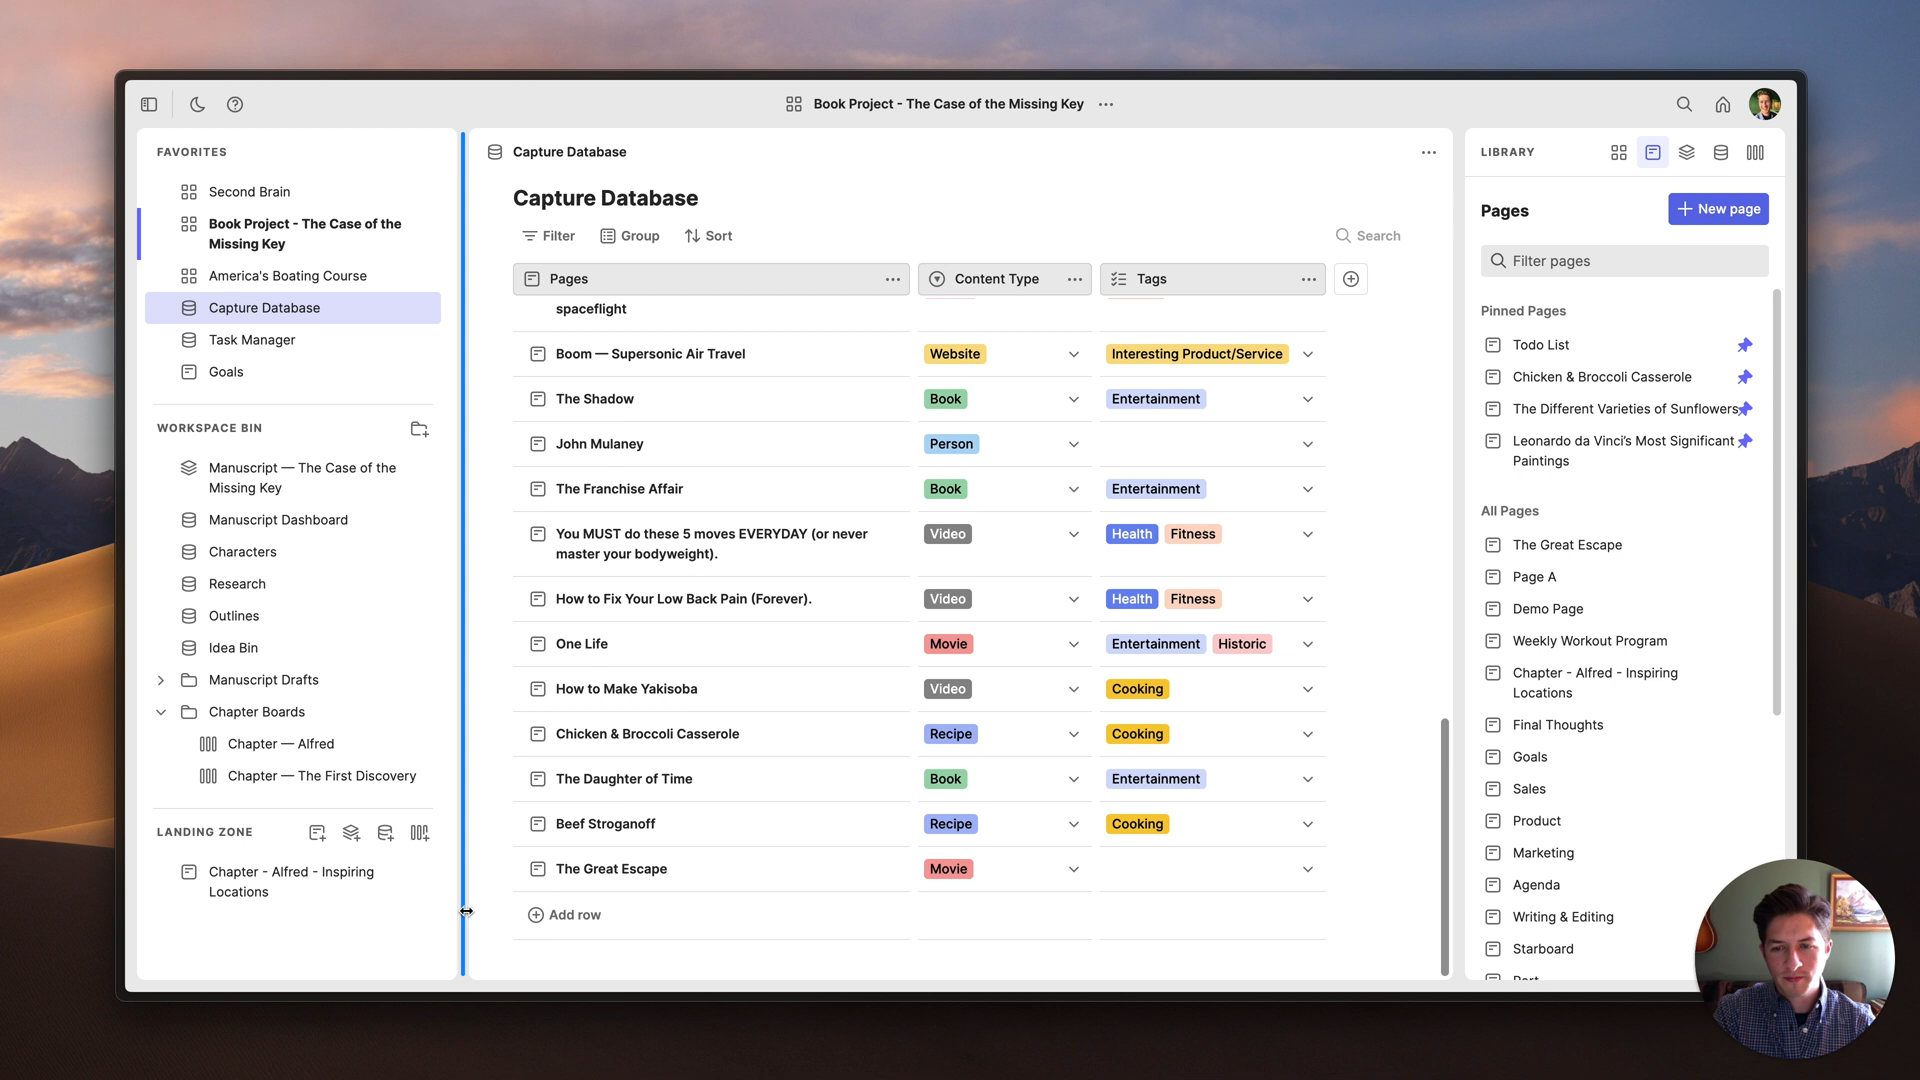 Book Project - The Case of the Missing Key
FAVORITES
Second Brain
Book Project - The Case of the
Missing Key
America's Boating Course
Capture Database
Task Manager
Goals
WORKSPACE BIN
Manuscript — The Case of the
Missing Key
Manuscript Dashboard
Characters
Research
Outlines
Idea Bin
Manuscript Drafts
Chapter Boards
Chapter — Alfred
Chapter — The First Discovery
LANDING ZONE
Chapter - Alfred - Inspiring
Locations
Capture Database
Capture Database
Filter
Group
Sort
Search
Pages
Content Type
Tags
spaceflight
Boom — Supersonic Air Travel
Website
Interesting Product/Service
The Shadow
Book
Entertainment
John Mulaney
Person
The Franchise Affair
Book
Entertainment
You MUST do these 5 moves EVERYDAY (or never
master your bodyweight).
Video
Health
Fitness
How to Fix Your Low Back Pain (Forever).
Video
Health
Fitness
One Life
Movie
Entertainment
Historic
How to Make Yakisoba
Video
Cooking
Chicken & Broccoli Casserole
Recipe
Cooking
The Daughter of Time
Book
Entertainment
Beef Stroganoff
Recipe
Cooking
The Great Escape
Movie
Add row
LIBRARY
Pages
New page
Filter pages
Pinned Pages
Todo List
Chicken & Broccoli Casserole
The Different Varieties of Sunflowers
Leonardo da Vinci's Most Significant
Paintings
All Pages
The Great Escape
Page A
Demo Page
Weekly Workout Program
Chapter - Alfred - Inspiring
Locations
Final Thoughts
Goals
Sales
Product
Marketing
Agenda
Writing & Editing
Starboard